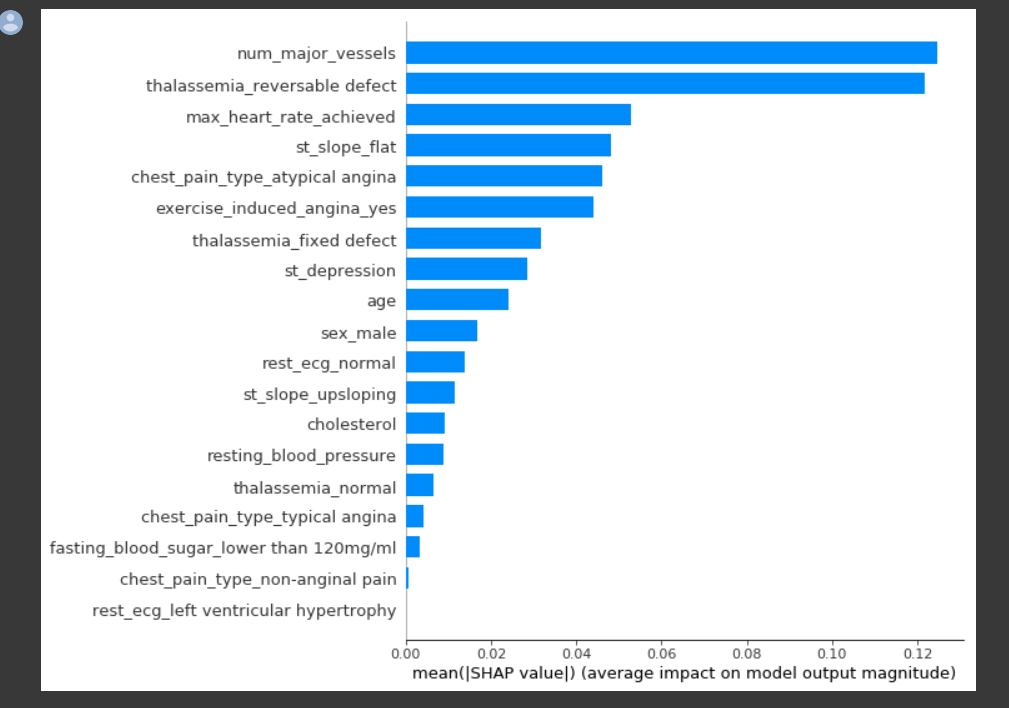 num_major_vessels
thalassemia_reversable defect
max_heart_rate_achieved
st_slope_flat
chest_pain_type_atypical angina
exercise_induced_angina_yes
thalassemia_fixed defect
st_depression
age
sex_male
rest_ecg_normal
st_slope_upsloping
cholesterol
resting_blood_pressure
thalassemia_normal
chest_pain_type_typical angina
fasting_blood_sugar_lower than 120mg/ml
chest_pain_type_non-anginal pain
rest_ecg_left ventricular hypertrophy
0.00 0.02 0.04 0.06 0.08 0.10 0.12
mean(|SHAP value|) (average impact on model output magnitude)